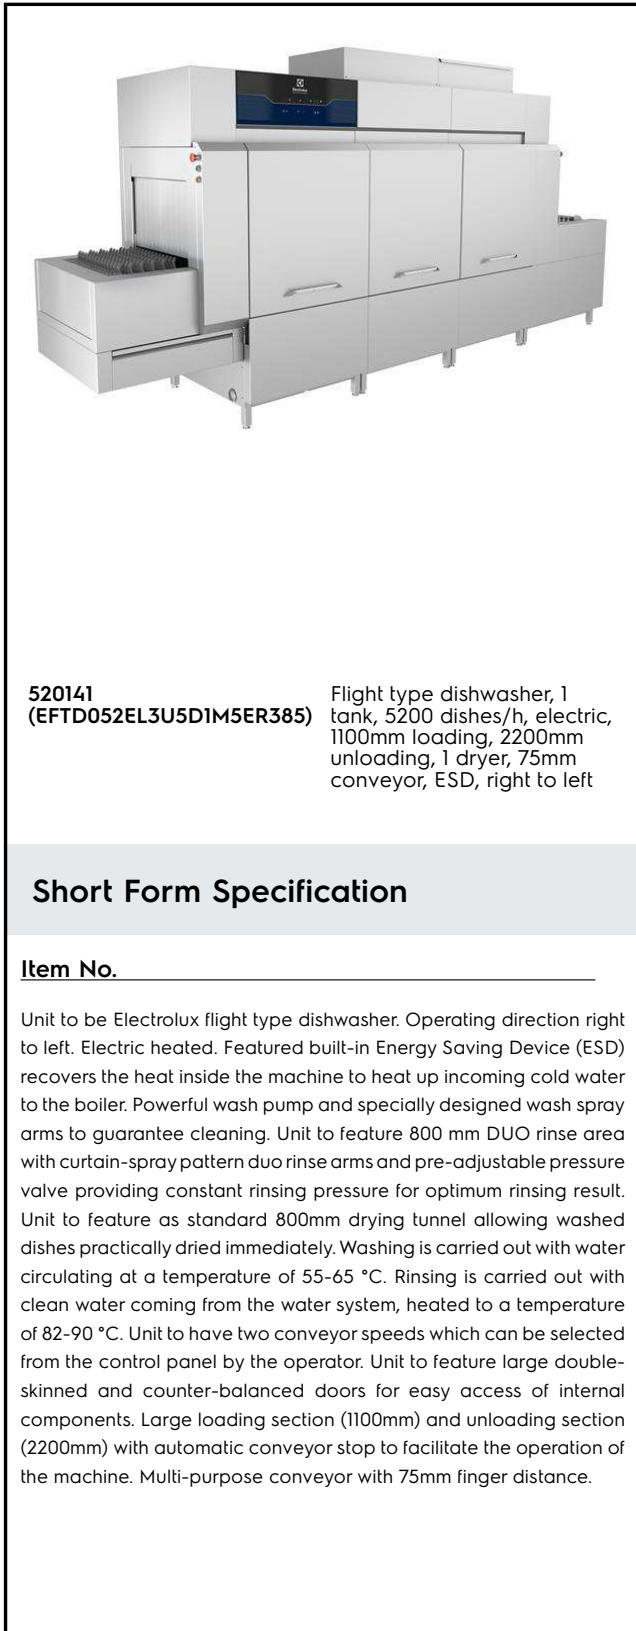 Electrolux
520141
(EFTD052EL3U5D1M5ER385)
Flight type dishwasher, 1
tank, 5200 dishes/h, electric,
1100mm loading, 2200mm
unloading, 1 dryer, 75mm
conveyor, ESD, right to left
Short Form Specification
Item No.
Unit to be Electrolux flight type dishwasher. Operating direction right
to left. Electric heated. Featured built-in Energy Saving Device (ESD)
recovers the heat inside the machine to heat up incoming cold water
to the boiler. Powerful wash pump and specially designed wash spray
arms to guarantee cleaning. Unit to feature 800 mm DUO rinse area
with curtain-spray pattern duo rinse arms and pre-adjustable pressure
valve providing constant rinsing pressure for optimum rinsing result.
Unit to feature as standard 800mm drying tunnel allowing washed
dishes practically dried immediately. Washing is carried out with water
circulating at a temperature of 55-65 °C. Rinsing is carried out with
clean water coming from the water system, heated to a temperature
of 82-90 °C. Unit to have two conveyor speeds which can be selected
from the control panel by the operator. Unit to feature large double-
skinned and counter-balanced doors for easy access of internal
components. Large loading section (1100mm) and unloading section
(2200mm) with automatic conveyor stop to facilitate the operation of
the machine. Multi-purpose conveyor with 75mm finger distance.